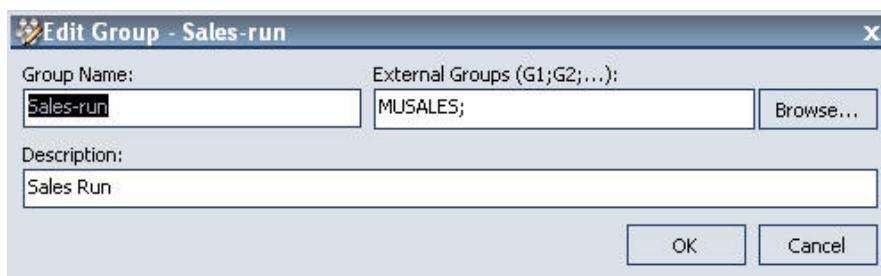 Edit Group - Sales-run x
Group Name: External Groups (G1;G2;...):
Sales-run MUSALES; Browse...
Description:
Sales Run
OK Cancel